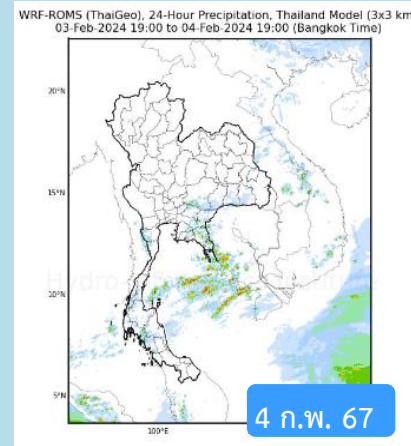 WRF-ROMS (ThaiGeo), 24-Hour Precipitation, Thailand Model (3x3 km
03-Feb-2024 19:00 to 04-Feb-2024 19:00 (Bangkok Time)
20°N
15°N
10°N
5°N
100°E
4 ก.พ. 67